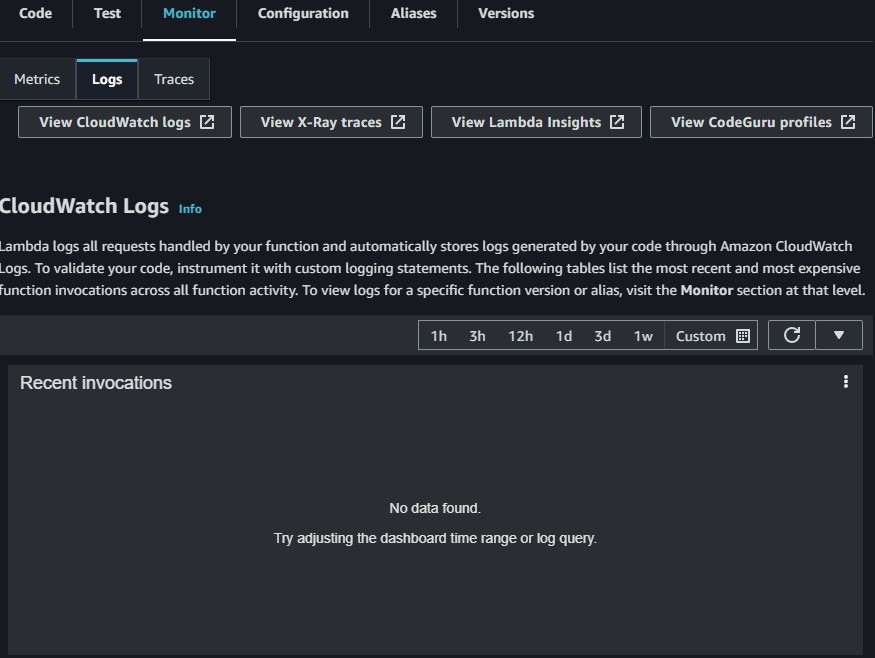 Code Test Monitor Configuration Aliases Versions
Metrics Logs Traces
View CloudWatch logs View X-Ray traces View Lambda Insights View CodeGuru profiles
CloudWatch Logs Info
Lambda logs all requests handled by your function and automatically stores logs generated by your code through Amazon CloudWatch
Logs. To validate your code, instrument it with custom logging statements. The following tables list the most recent and most expensive
function invocations across all function activity. To view logs for a specific function version or alias, visit the Monitor section at that level.
1h 3h 12h 1d 3d 1w Custom
Recent invocations
No data found.
Try adjusting the dashboard time range or log query.